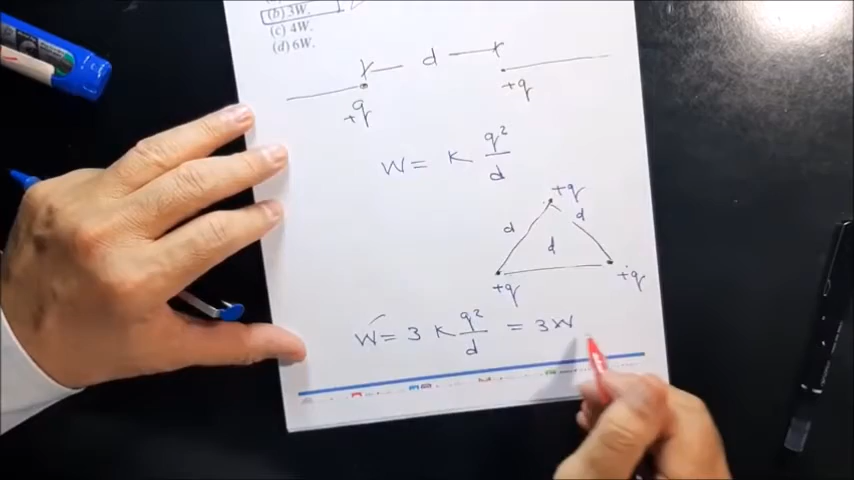 (b) 3W.
(c) 4W.
(d) 6W.
d
+q
+q
W = K q²/d
+q
d
d
d
+q
+q
W' = 3 K q²/d = 3W